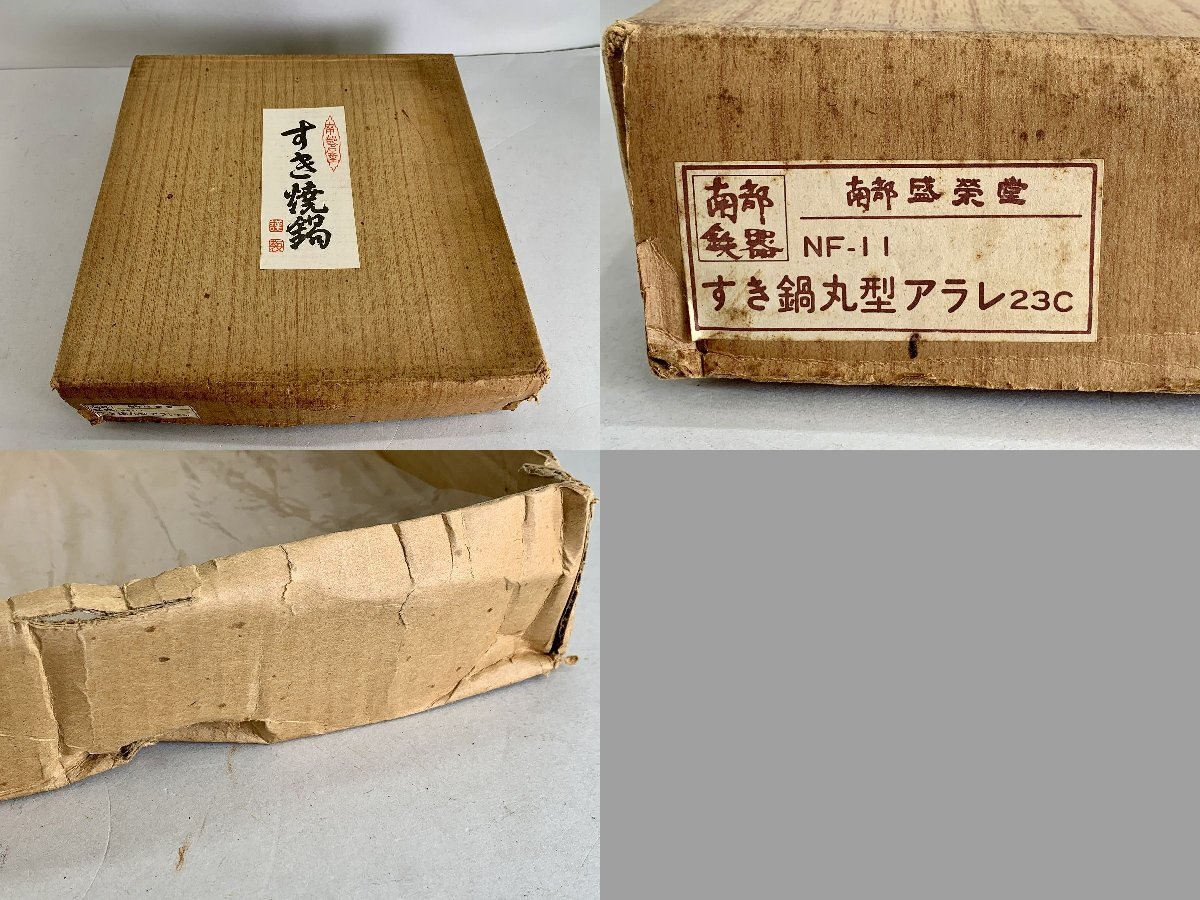 すき焼鍋
南部
鉄器
南部盛栄堂
NF-11
すき鍋丸型アラレ23C